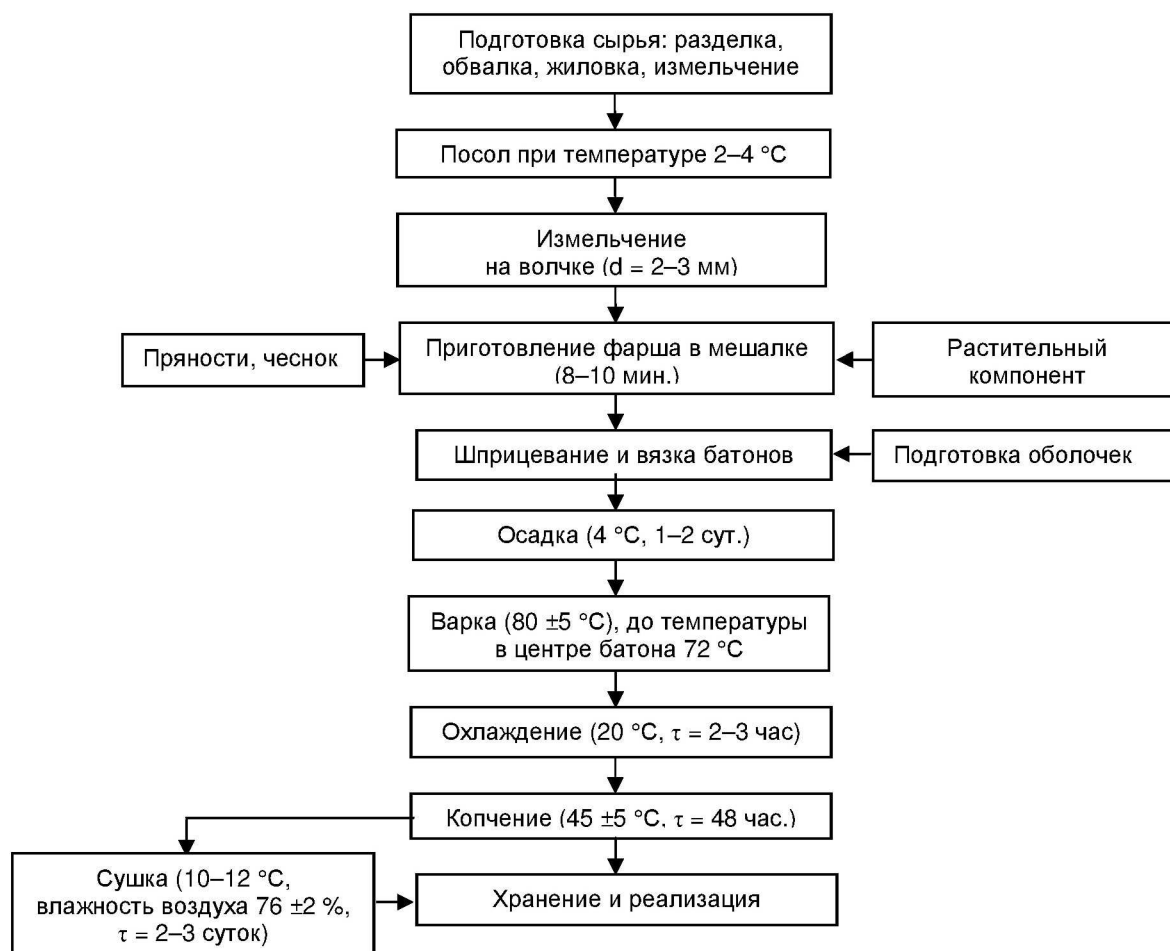 Подготовка сырья: разделка,
обвалка, жиловка, измельчение
Посол при температуре 2–4 °С
Измельчение
на волчке (d = 2–3 мм)
Пряности, чеснок
Приготовление фарша в мешалке
(8–10 мин.)
Растительный
компонент
Шприцевание и вязка батонов
Подготовка оболочек
Осадка (4 °С, 1–2 сут.)
Варка (80 ±5 °С), до температуры
в центре батона 72 °С
Охлаждение (20 °С, τ = 2–3 час)
Копчение (45 ±5 °С, τ = 48 час.)
Сушка (10–12 °С,
влажность воздуха 76 ±2 %,
τ = 2–3 суток)
Хранение и реализация